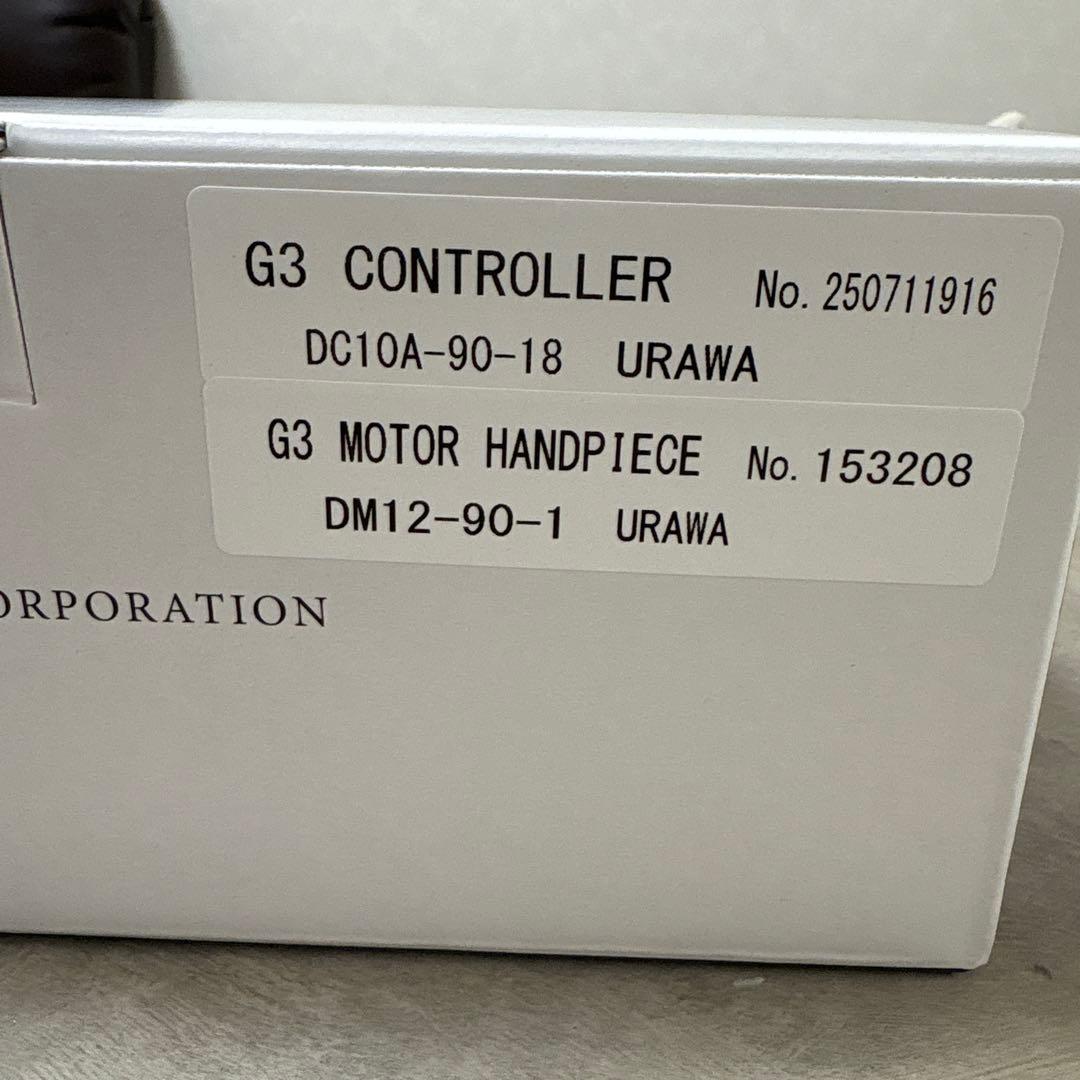 G3 CONTROLLER No. 250711916
DC10A-90-18 URAWA
G3 MOTOR HANDPIECE No. 153208
DM12-90-1 URAWA
ORPORATION